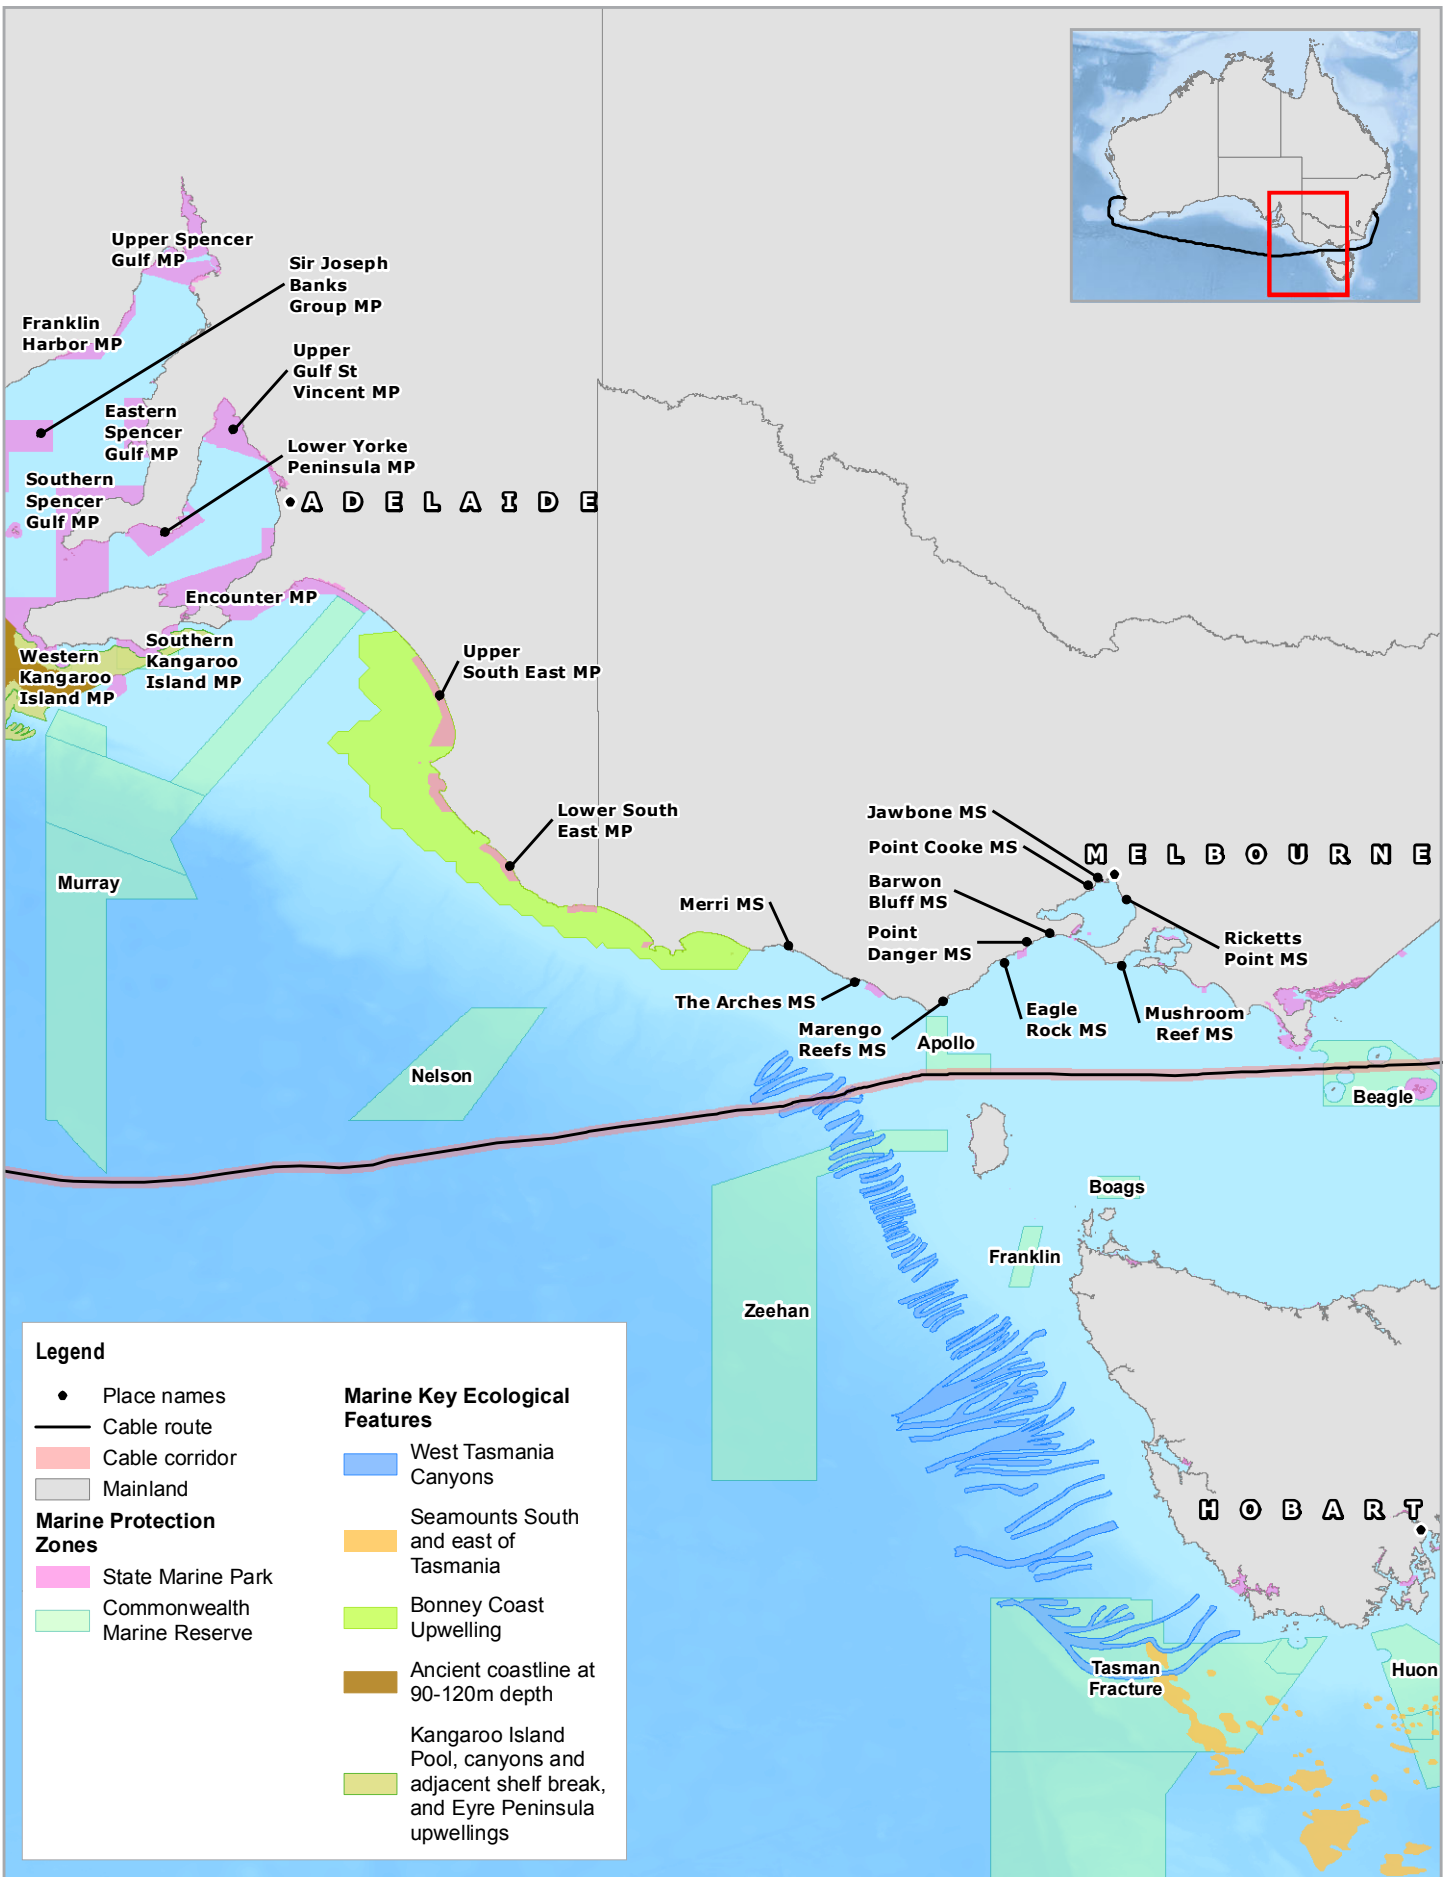 Upper Spencer
Gulf MP
Sir Joseph
Banks
Group MP
Franklin
Harbor MP
Upper
Gulf St
Vincent MP
Eastern
Spencer
Gulf MP
Lower Yorke
Peninsula MP
Southern
Spencer
Gulf MP
ADELAIDE
Encounter MP
Southern
Kangaroo
Island MP
Western
Kangaroo
Island MP
Upper
South East MP
Lower South
East MP
Jawbone MS
Point Cooke MS
MELBOURNE
Barwon
Bluff MS
Merri MS
Point
Danger MS
Ricketts
Point MS
The Arches MS
Marengo
Reefs MS
Eagle
Rock MS
Mushroom
Reef MS
Apollo
Murray
Nelson
Beagle
Boags
Franklin
Zeehan
HOBART
Tasman
Fracture
Huon
Legend
Place names
Cable route
Cable corridor
Mainland
Marine Protection
Zones
State Marine Park
Commonwealth
Marine Reserve
Marine Key Ecological
Features
West Tasmania
Canyons
Seamounts South
and east of
Tasmania
Bonney Coast
Upwelling
Ancient coastline at
90-120m depth
Kangaroo Island
Pool, canyons and
adjacent shelf break,
and Eyre Peninsula
upwellings